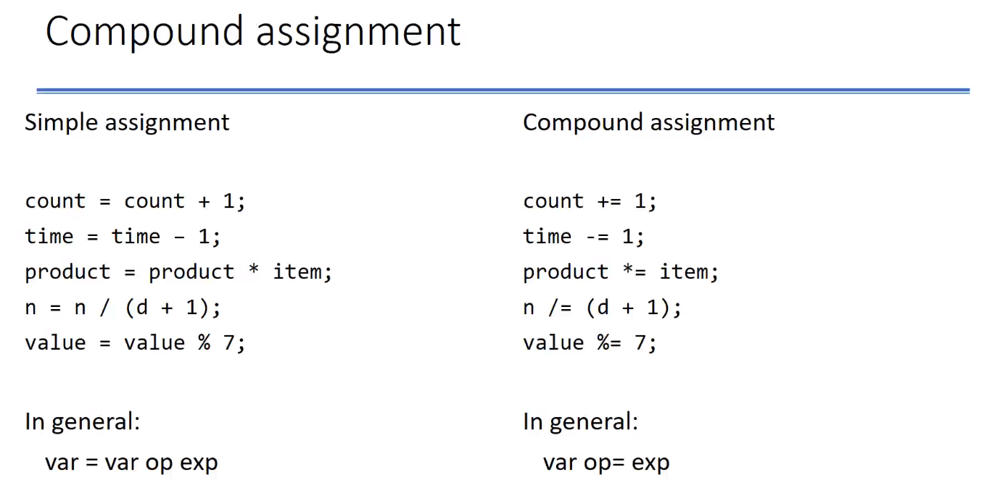 Compound assignment
Simple assignment
count = count + 1;
time = time – 1;
product = product * item;
n = n / (d + 1);
value = value % 7;
In general:
var = var op exp
Compound assignment
count += 1;
time -= 1;
product *= item;
n /= (d + 1);
value %= 7;
In general:
var op= exp